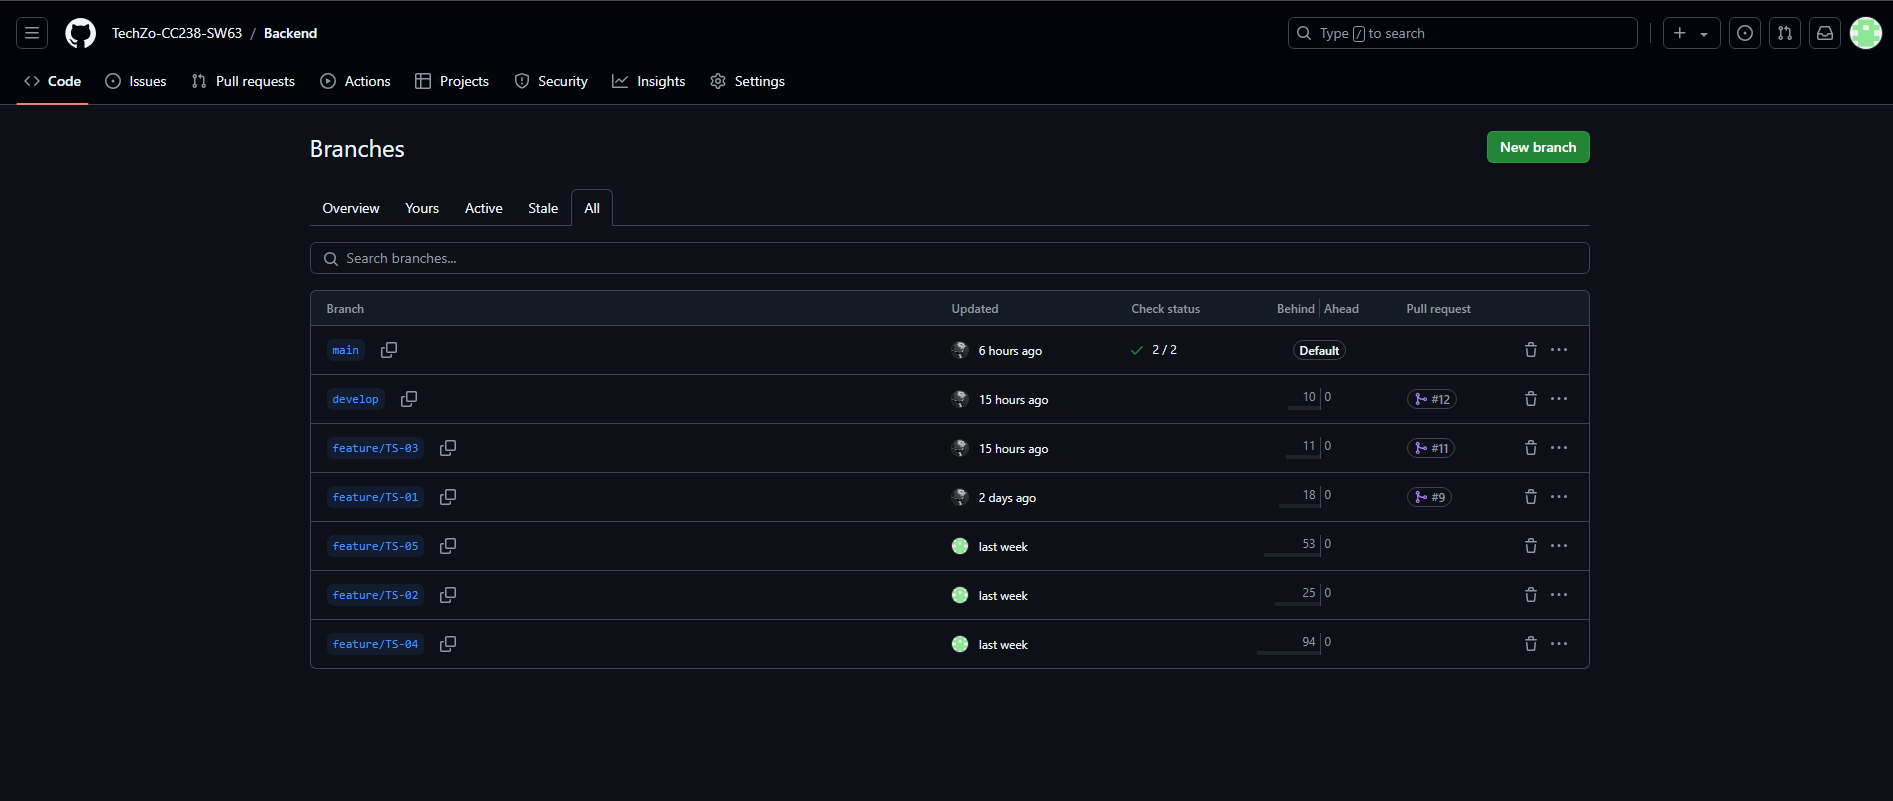 TechZo-CC238-SW63 / Backend
Type / to search
Code Issues Pull requests Actions Projects Security Insights Settings
Branches
New branch
Overview Yours Active Stale All
Search branches...
Branch Updated Check status Behind Ahead Pull request
main 6 hours ago 2 / 2 Default
develop 15 hours ago 10 0 #12
feature/TS-03 15 hours ago 11 0 #11
feature/TS-01 2 days ago 18 0 #9
feature/TS-05 last week 53 0
feature/TS-02 last week 25 0
feature/TS-04 last week 94 0